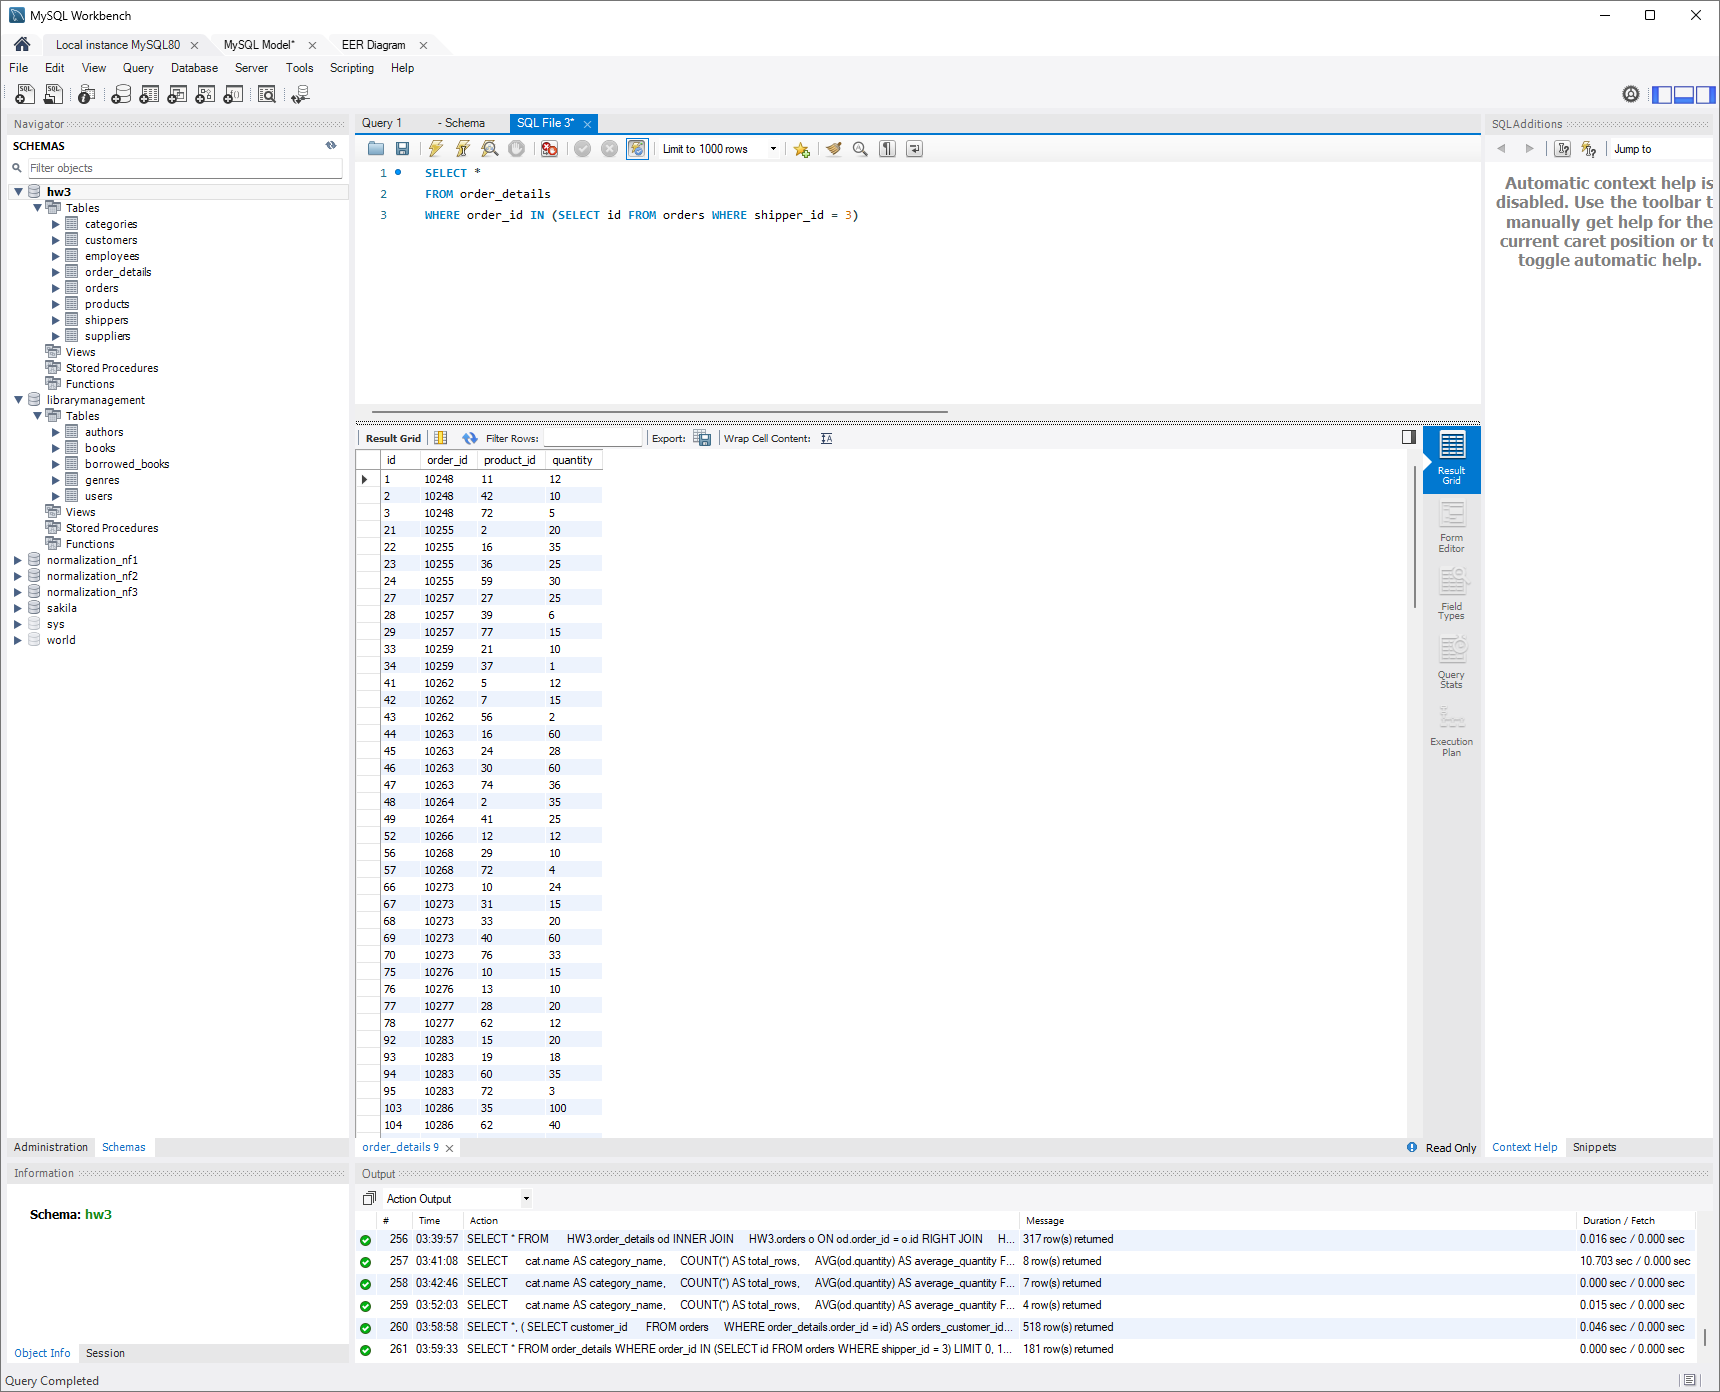 MySQL Workbench
Local instance MySQL80
MySQL Model*
EER Diagram
File Edit View Query Database Server Tools Scripting Help
Navigator
SCHEMAS
Filter objects
hw3
Tables
categories
customers
employees
order_details
orders
products
shippers
suppliers
Views
Stored Procedures
Functions
librarymanagement
Tables
authors
books
borrowed_books
genres
users
Views
Stored Procedures
Functions
normalization_nf1
normalization_nf2
normalization_nf3
sakila
sys
world
Administration Schemas
Information
Schema: hw3
Object Info Session
Query Completed
Query 1 - Schema SQL File 3*
Limit to 1000 rows
1 SELECT *
2 FROM order_details
3 WHERE order_id IN (SELECT id FROM orders WHERE shipper_id = 3)
Result Grid Filter Rows: Export: Wrap Cell Content:
id order_id product_id quantity
1 10248 11 12
2 10248 42 10
3 10248 72 5
21 10255 2 20
22 10255 16 35
23 10255 36 25
24 10255 59 30
27 10257 27 25
28 10257 39 6
29 10257 77 15
33 10259 21 10
34 10259 37 1
41 10262 5 12
42 10262 7 15
43 10262 56 2
44 10263 16 60
45 10263 24 28
46 10263 30 60
47 10263 74 36
48 10264 2 35
49 10264 41 25
52 10266 12 12
56 10268 29 10
57 10268 72 4
66 10273 10 24
67 10273 31 15
68 10273 33 20
69 10273 40 60
70 10273 76 33
75 10276 10 15
76 10276 13 10
77 10277 28 20
78 10277 62 12
92 10283 15 20
93 10283 19 18
94 10283 60 35
95 10283 72 3
103 10286 35 100
104 10286 62 40
Result
Grid
Form
Editor
Field
Types
Query
Stats
Execution
Plan
order_details 9
Read Only
SQLAdditions
Jump to
Automatic context help is
disabled. Use the toolbar t
manually get help for the
current caret position or to
toggle automatic help.
Context Help Snippets
Output
Action Output
# Time Action Message Duration / Fetch
256 03:39:57 SELECT * FROM HW3.order_details od INNER JOIN HW3.orders o ON od.order_id = o.id RIGHT JOIN H... 317 row(s) returned 0.016 sec / 0.000 sec
257 03:41:08 SELECT cat.name AS category_name, COUNT(*) AS total_rows, AVG(od.quantity) AS average_quantity F... 8 row(s) returned 10.703 sec / 0.000 sec
258 03:42:46 SELECT cat.name AS category_name, COUNT(*) AS total_rows, AVG(od.quantity) AS average_quantity F... 7 row(s) returned 0.000 sec / 0.000 sec
259 03:52:03 SELECT cat.name AS category_name, COUNT(*) AS total_rows, AVG(od.quantity) AS average_quantity F... 4 row(s) returned 0.015 sec / 0.000 sec
260 03:58:58 SELECT *, ( SELECT customer_id FROM orders WHERE order_details.order_id = id) AS orders_customer_id... 518 row(s) returned 0.046 sec / 0.000 sec
261 03:59:33 SELECT * FROM order_details WHERE order_id IN (SELECT id FROM orders WHERE shipper_id = 3) LIMIT 0, 1... 181 row(s) returned 0.000 sec / 0.000 sec